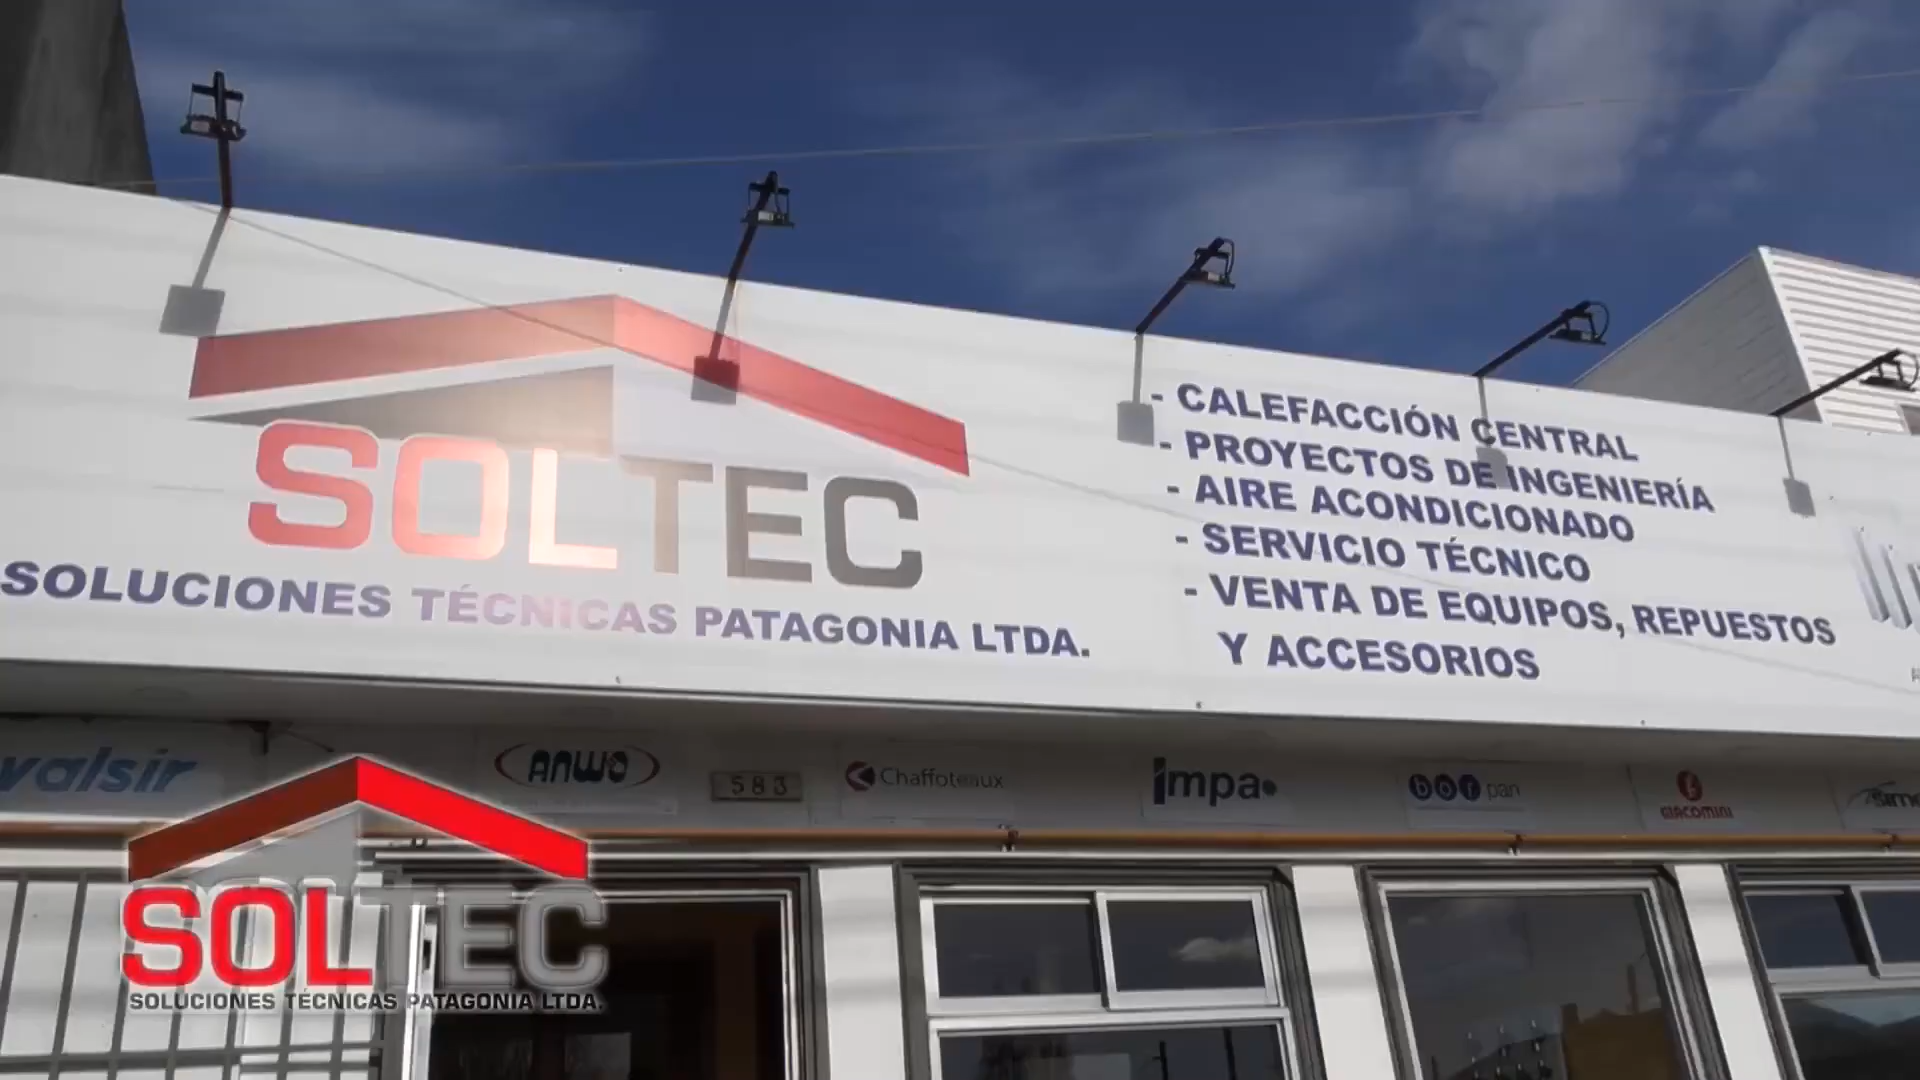 SOLTEC
SOLUCIONES TÉCNICAS PATAGONIA LTDA.
- CALEFACCIÓN CENTRAL
- PROYECTOS DE INGENIERÍA
- AIRE ACONDICIONADO
- SERVICIO TÉCNICO
- VENTA DE EQUIPOS, REPUESTOS
Y ACCESORIOS
valsir
ANWO
583
Chaffoteaux
impa
borpan
GIACOMINI
SOLTEC
SOLUCIONES TÉCNICAS PATAGONIA LTDA.